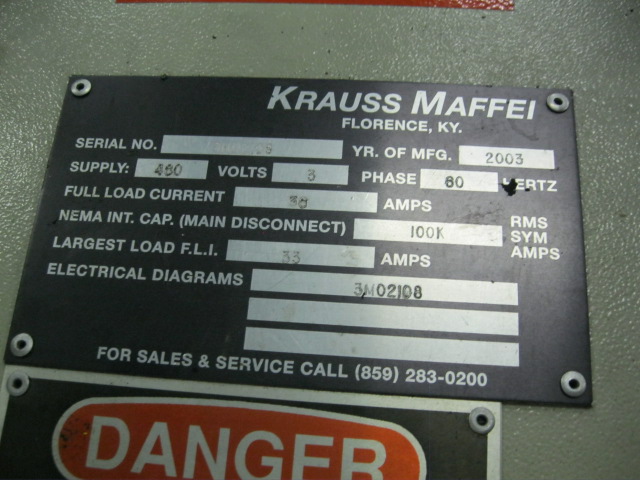 KRAUSS MAFFEI
FLORENCE, KY.
SERIAL NO. YR. OF MFG. 2003
SUPPLY: 460 VOLTS 3 PHASE 60 HERTZ
FULL LOAD CURRENT AMPS
NEMA INT. CAP. (MAIN DISCONNECT) 100K RMS SYM AMPS
LARGEST LOAD F.L.I. 33 AMPS
ELECTRICAL DIAGRAMS 3M02108
FOR SALES & SERVICE CALL (859) 283-0200
DANGER